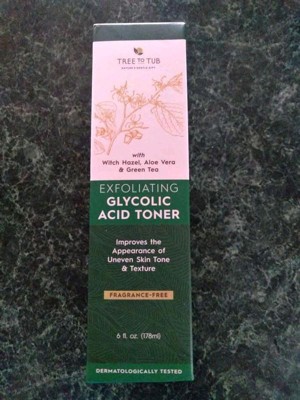 TREE TO TUB
with
Witch Hazel, Aloe Vera
& Green Tea
EXFOLIATING
GLYCOLIC
ACID TONER
Improves the
Appearance of
Uneven Skin Tone
& Texture
FRAGRANCE-FREE
6 fl. oz. (178ml)
DERMATOLOGICALLY TESTED